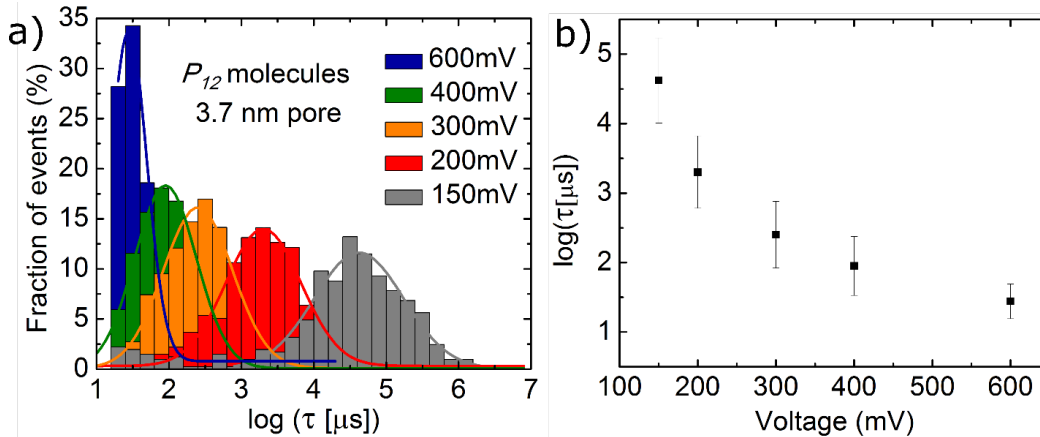 a)
35
30
25
20
15
10
5
0
Fraction of events (%)
P12 molecules
3.7 nm pore
600mV
400mV
300mV
200mV
150mV
1 2 3 4 5 6 7
log (τ [μs])
b)
5
4
3
2
1
log(τ[μs])
100 200 300 400 500 600
Voltage (mV)